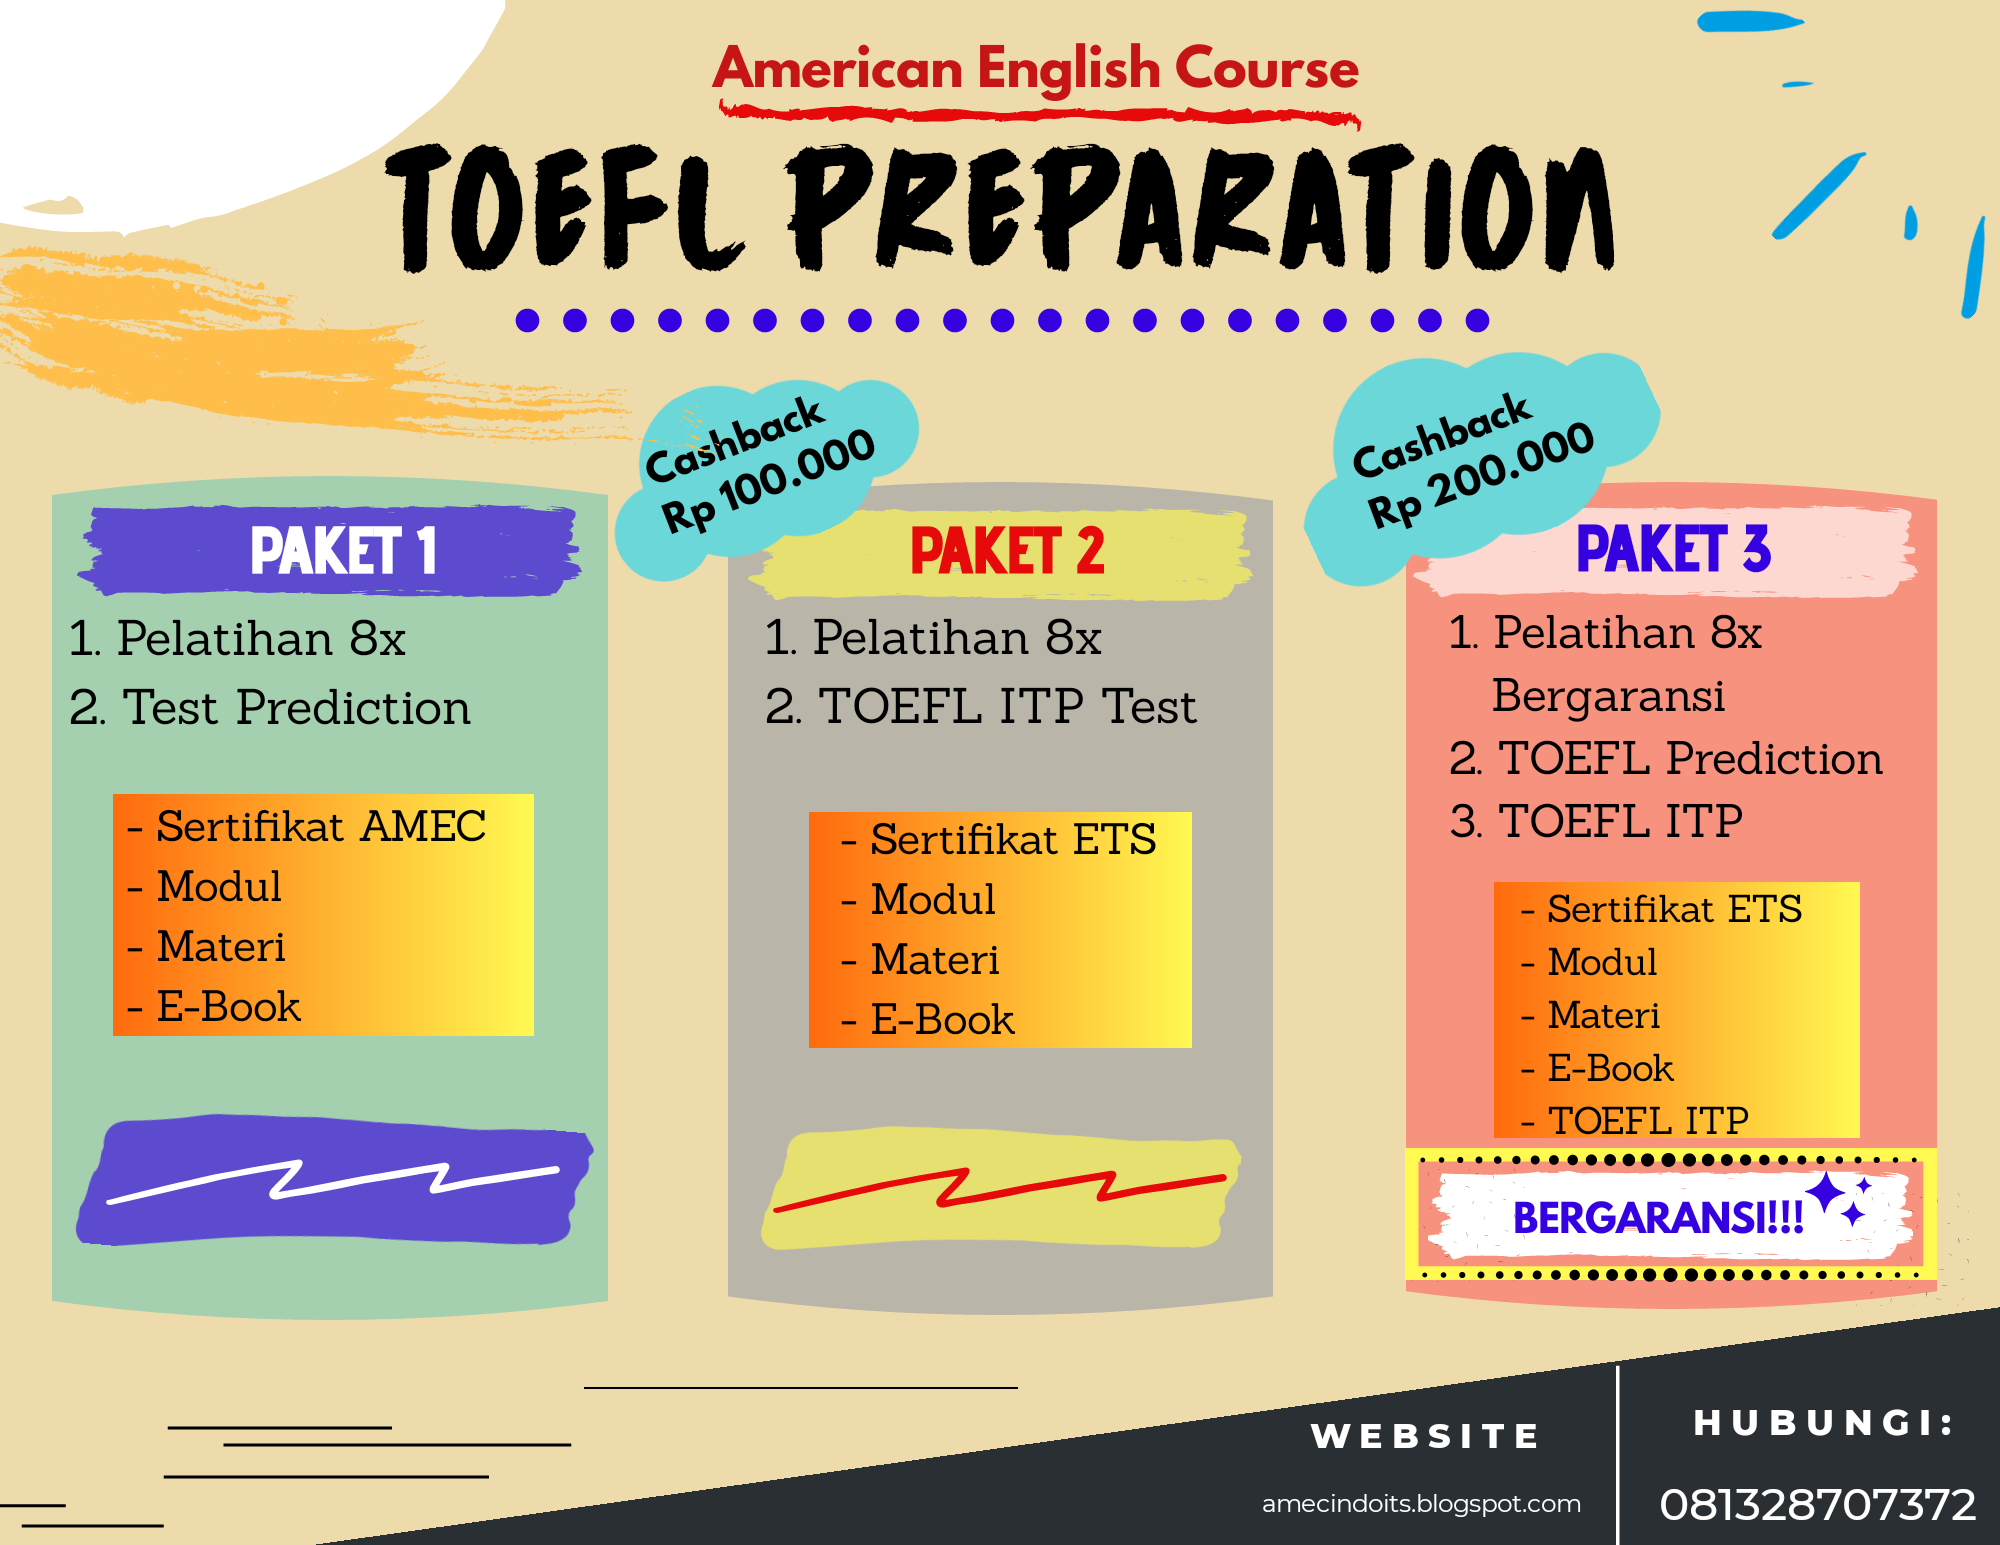 American English Course
TOEFL PREPARATION
Cashback
Rp 100.000
Cashback
Rp 200.000
PAKET 1
1. Pelatihan 8x
2. Test Prediction
- Sertifikat AMEC
- Modul
- Materi
- E-Book
PAKET 2
1. Pelatihan 8x
2. TOEFL ITP Test
- Sertifikat ETS
- Modul
- Materi
- E-Book
PAKET 3
1. Pelatihan 8x
Bergaransi
2. TOEFL Prediction
3. TOEFL ITP
- Sertifikat ETS
- Modul
- Materi
- E-Book
- TOEFL ITP
BERGARANSI!!!
WEBSITE
amecindoits.blogspot.com
HUBUNGI:
081328707372